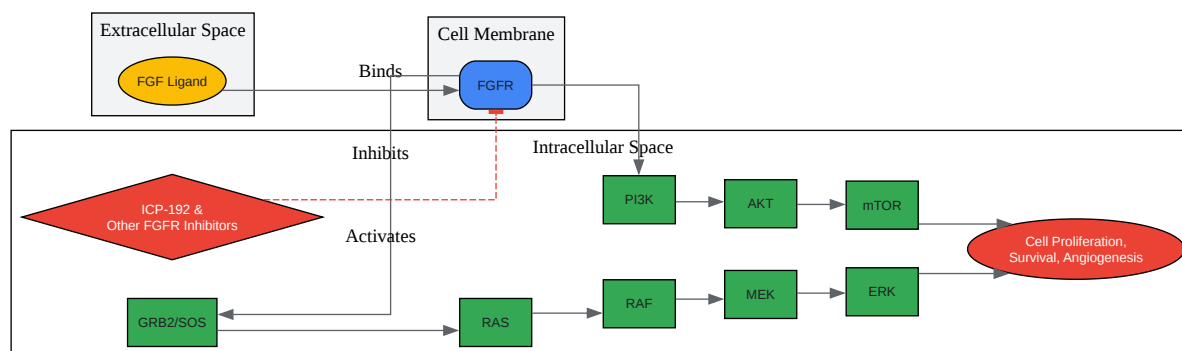 Extracellular Space
FGF Ligand
Cell Membrane
FGFR
Binds
Inhibits
Intracellular Space
ICP-192 &
Other FGFR Inhibitors
Activates
PI3K
AKT
mTOR
Cell Proliferation,
Survival, Angiogenesis
GRB2/SOS
RAS
RAF
MEK
ERK